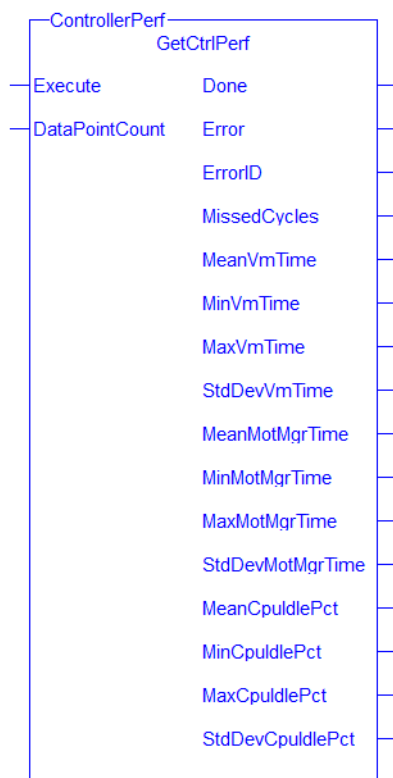 ControllerPerf
GetCtrlPerf
Execute Done
DataPointCount Error
ErrorID
MissedCycles
MeanVmTime
MinVmTime
MaxVmTime
StdDevVmTime
MeanMotMgrTime
MinMotMgrTime
MaxMotMgrTime
StdDevMotMgrTime
MeanCpuIdlePct
MinCpuIdlePct
MaxCpuIdlePct
StdDevCpuIdlePct